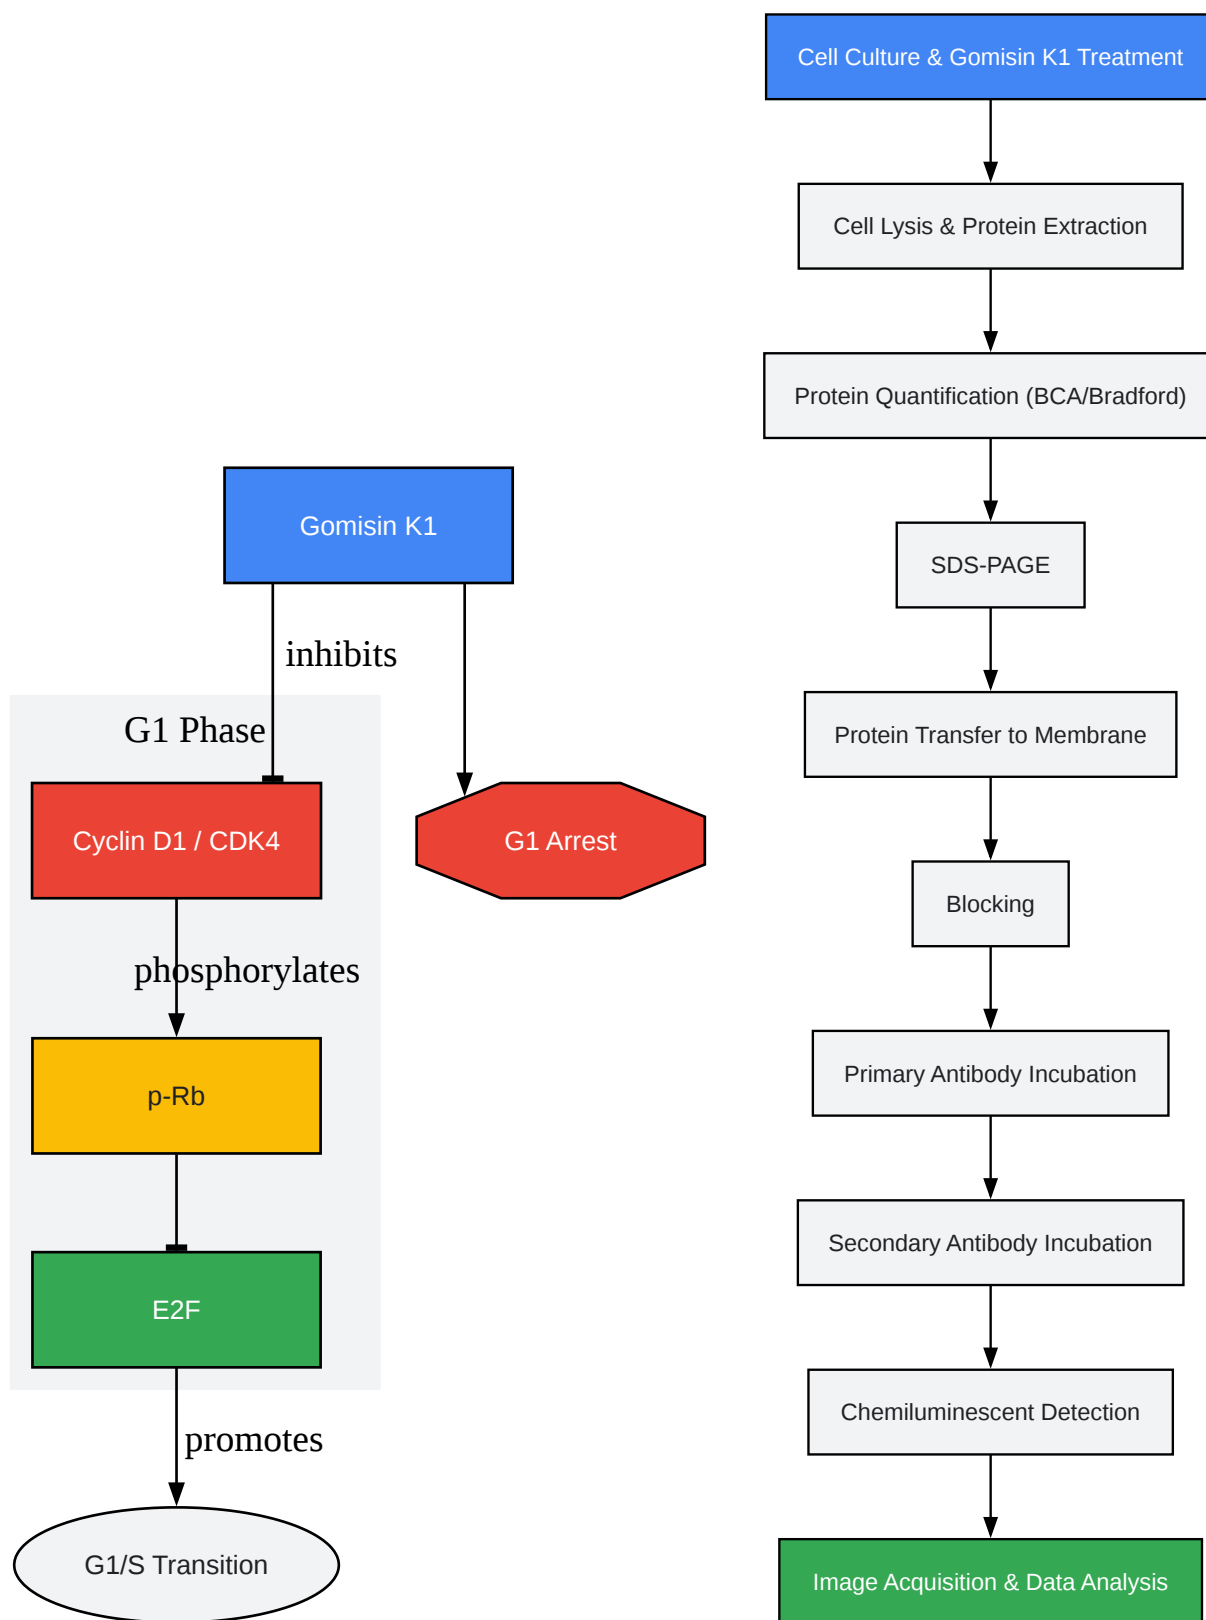 Gomisin K1
inhibits
G1 Phase
Cyclin D1 / CDK4
G1 Arrest
phosphorylates
p-Rb
E2F
promotes
G1/S Transition
Cell Culture & Gomisin K1 Treatment
Cell Lysis & Protein Extraction
Protein Quantification (BCA/Bradford)
SDS-PAGE
Protein Transfer to Membrane
Blocking
Primary Antibody Incubation
Secondary Antibody Incubation
Chemiluminescent Detection
Image Acquisition & Data Analysis